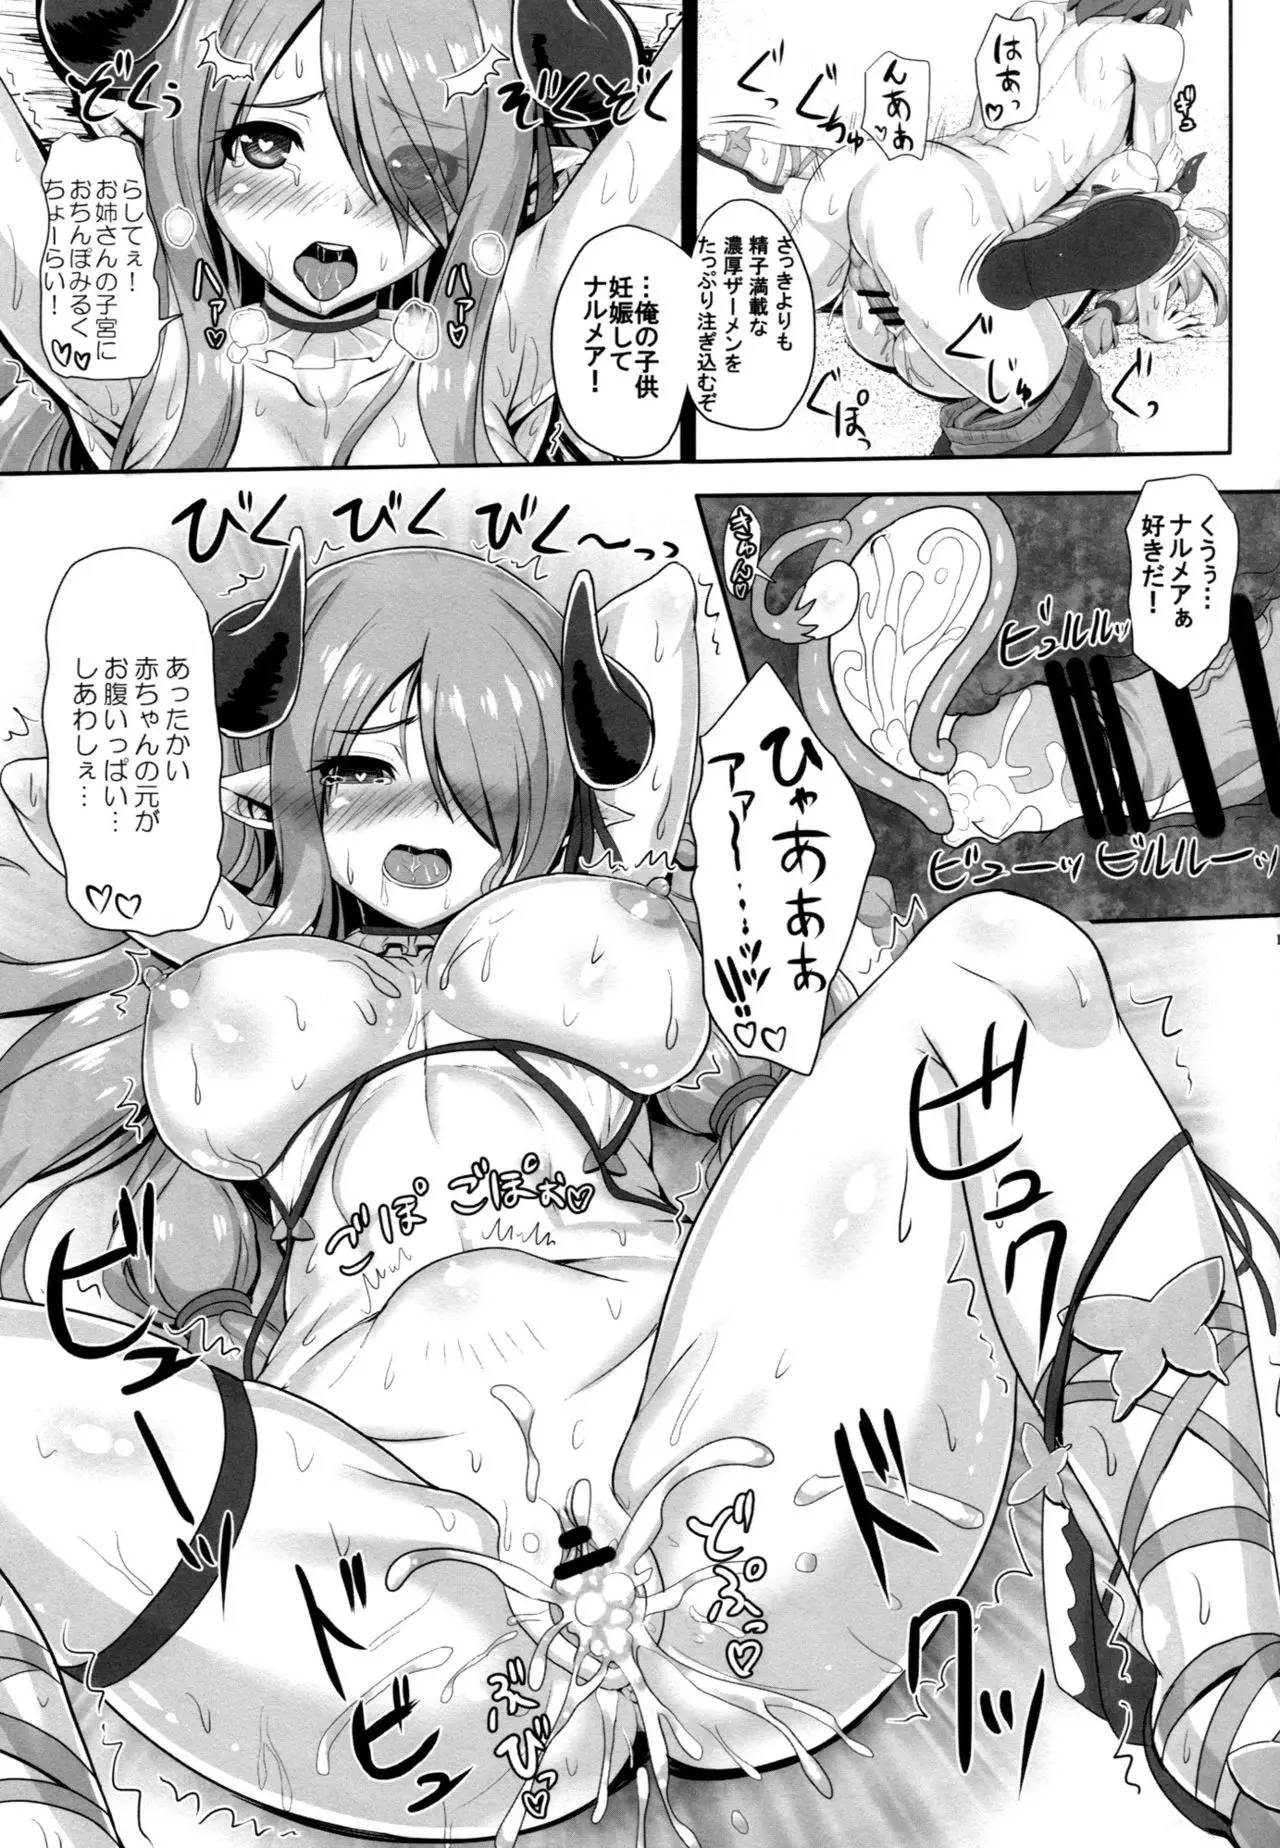 はあっ♡
んああ♡
ぐっ
ぐちゅ
ぎゅっ
さっきよりも
精子満載な
濃厚ザーメンを
たっぷり注ぎ込むぞ
ぐぽっ
じゅ
ぐっ
…俺の子供
妊娠して
ナルメア！
ぞくぞく
ぞくぅ
ハァ♡
ハァ♡
らしてぇ！
お姉さんの子宮に
おちんぽみるく
ちょーらい！
♡♡
くうぅ…
ナルメアぁ
好きだ！
きゅん♡
ビュルルルッ
ビューッ ビルルーッ
ひゃああああ
アァー…ッッ!!!♡♡
びく びく びく〜っっ
あったかい
赤ちゃんの元が
お腹いっぱい…
しあわしぇ…
♡♡
ごぽ ごぽぉ♡
ビュク
ビュー
ドクッ
どぷっ♡
ビュ
ぶびっ♡